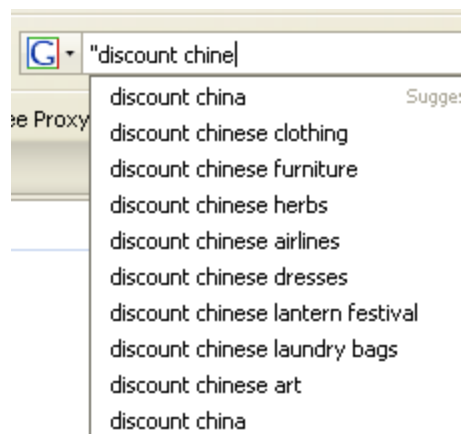 G "discount chine
discount china Sugges
discount chinese clothing
ee Proxy
discount chinese furniture
discount chinese herbs
discount chinese airlines
discount chinese dresses
discount chinese lantern festival
discount chinese laundry bags
discount chinese art
discount china